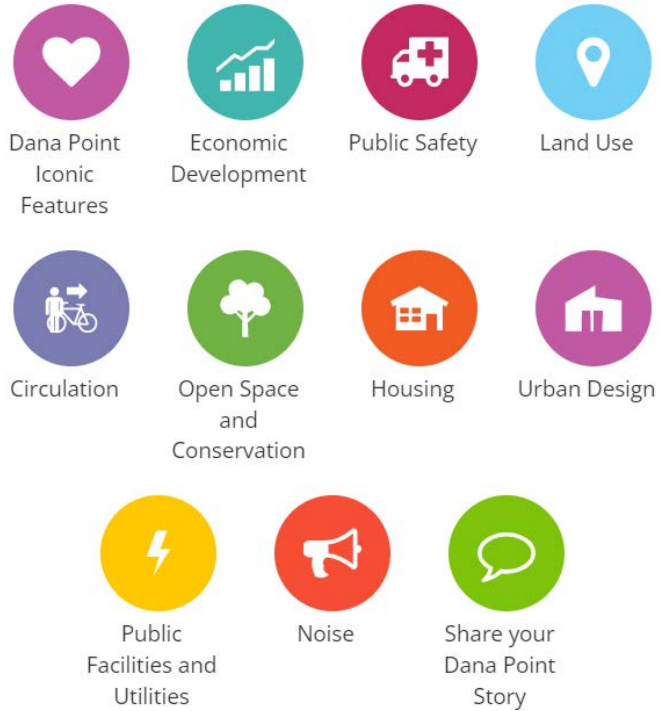 Dana Point
Iconic
Features
Economic
Development
Public Safety
Land Use
Circulation
Open Space
and
Conservation
Housing
Urban Design
Public
Facilities and
Utilities
Noise
Share your
Dana Point
Story